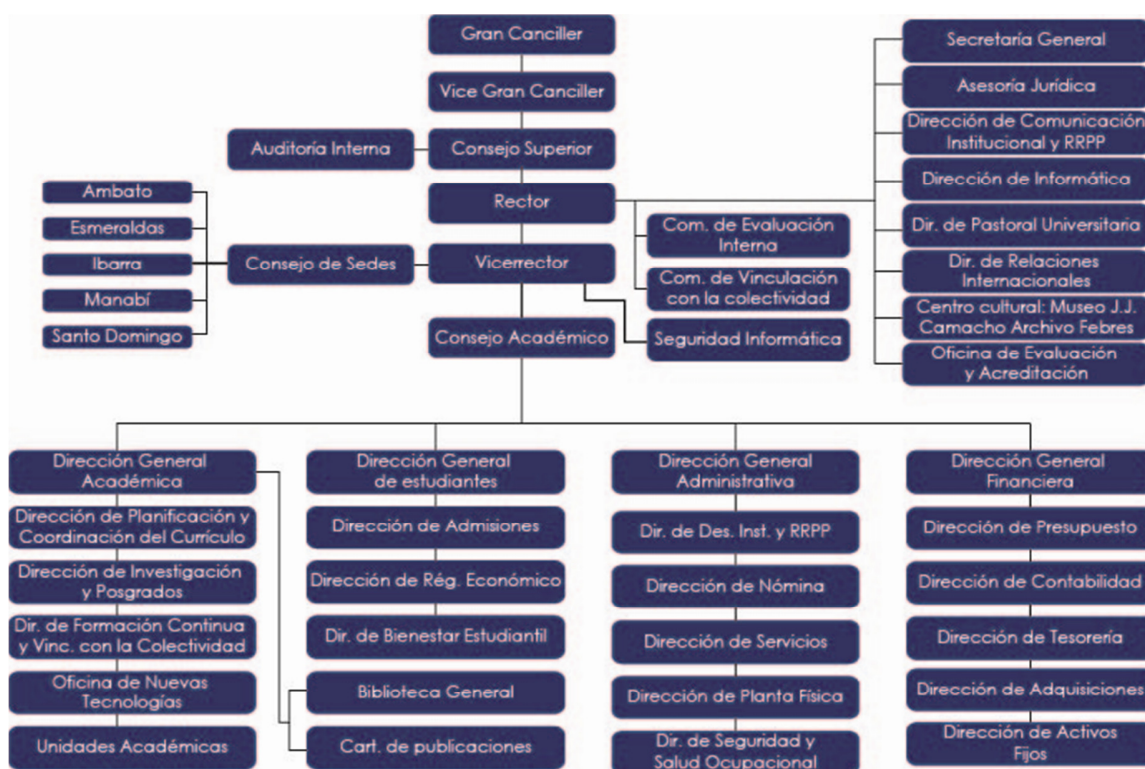 Gran Canciller
Vice Gran Canciller
Auditoría Interna
Consejo Superior
Rector
Ambato
Esmeraldas
Ibarra
Manabí
Santo Domingo
Consejo de Sedes
Vicerrector
Consejo Académico
Com. de Evaluación
Interna
Com. de Vinculación
con la colectividad
Seguridad Informática
Secretaría General
Asesoría Jurídica
Dirección de Comunicación
Institucional y RRPP
Dirección de Informática
Dir. de Pastoral Universitaria
Dir. de Relaciones
Internacionales
Centro cultural: Museo J.J.
Camacho Archivo Febres
Oficina de Evaluación
y Acreditación
Dirección General
Académica
Dirección de Planificación y
Coordinación del Currículo
Dirección de Investigación
y Posgrados
Dir. de Formación Continua
y Vinc. con la Colectividad
Oficina de Nuevas
Tecnologías
Unidades Académicas
Dirección General
de estudiantes
Dirección de Admisiones
Dirección de Rég. Económico
Dir. de Bienestar Estudiantil
Biblioteca General
Cart. de publicaciones
Dirección General
Administrativa
Dir. de Des. Inst. y RRPP
Dirección de Nómina
Dirección de Servicios
Dirección de Planta Física
Dir. de Seguridad y
Salud Ocupacional
Dirección General
Financiera
Dirección de Presupuesto
Dirección de Contabilidad
Dirección de Tesorería
Dirección de Adquisiciones
Dirección de Activos
Fijos